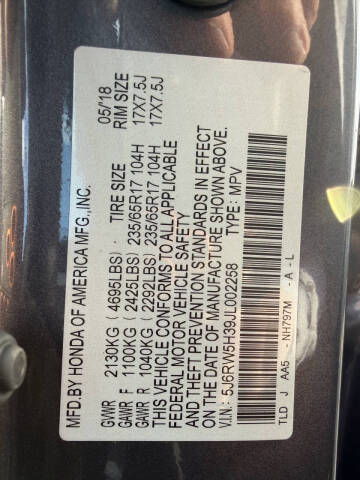 MFD.BY HONDA OF AMERICA MFG.,INC. 05/'18
TIRE SIZE RIM SIZE
GVWR 2130KG ( 4695LBS)
GAWR F 1100KG ( 2425LBS) 235/65R17 104H 17X7.5J
GAWR R 1040KG ( 2292LBS) 235/65R17 104H 17X7.5J
THIS VEHICLE CONFORMS TO ALL APPLICABLE
FEDERAL MOTOR VEHICLE SAFETY
AND THEFT PREVENTION STANDARDS IN EFFECT
ON THE DATE OF MANUFACTURE SHOWN ABOVE.
V.I.N.: 5J6RW5H39JL002258 TYPE: MPV
TLD J AA5 - NH797M - A - L